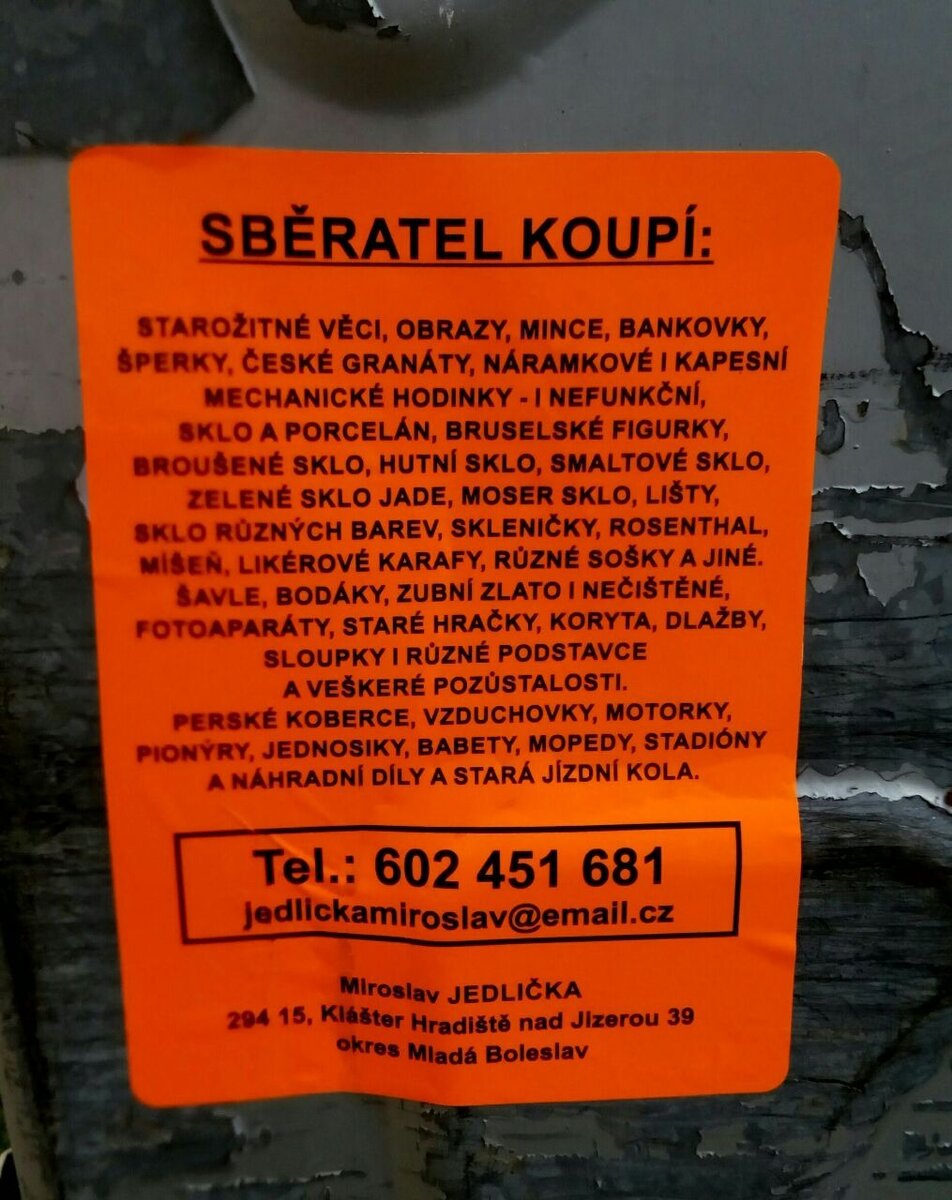 SBĚRATEL KOUPÍ:
STAROŽITNÉ VĚCI, OBRAZY, MINCE, BANKOVKY,
ŠPERKY, ČESKÉ GRANÁTY, NÁRAMKOVÉ I KAPESNÍ
MECHANICKÉ HODINKY - I NEFUNKČNÍ,
SKLO A PORCELÁN, BRUSELSKÉ FIGURKY,
BROUŠENÉ SKLO, HUTNÍ SKLO, SMALTOVÉ SKLO,
ZELENÉ SKLO JADE, MOSER SKLO, LIŠTY,
SKLO RŮZNÝCH BAREV, SKLENIČKY, ROSENTHAL,
MÍŠEŇ, LIKÉROVÉ KARAFY, RŮZNÉ SOŠKY A JINÉ.
ŠAVLE, BODÁKY, ZUBNÍ ZLATO I NEČIŠTĚNÉ,
FOTOAPARÁTY, STARÉ HRAČKY, KORYTA, DLAŽBY,
SLOUPKY I RŮZNÉ PODSTAVCE
A VEŠKERÉ POZŮSTALOSTI.
PERSKÉ KOBERCE, VZDUCHOVKY, MOTORKY,
PIONÝRY, JEDNOSIKY, BABETY, MOPEDY, STADIÓNY
A NÁHRADNÍ DÍLY A STARÁ JÍZDNÍ KOLA.
Tel.: 602 451 681
jedlickamiroslav@email.cz
Miroslav JEDLIČKA
294 15, Klášter Hradiště nad Jizerou 39
okres Mladá Boleslav